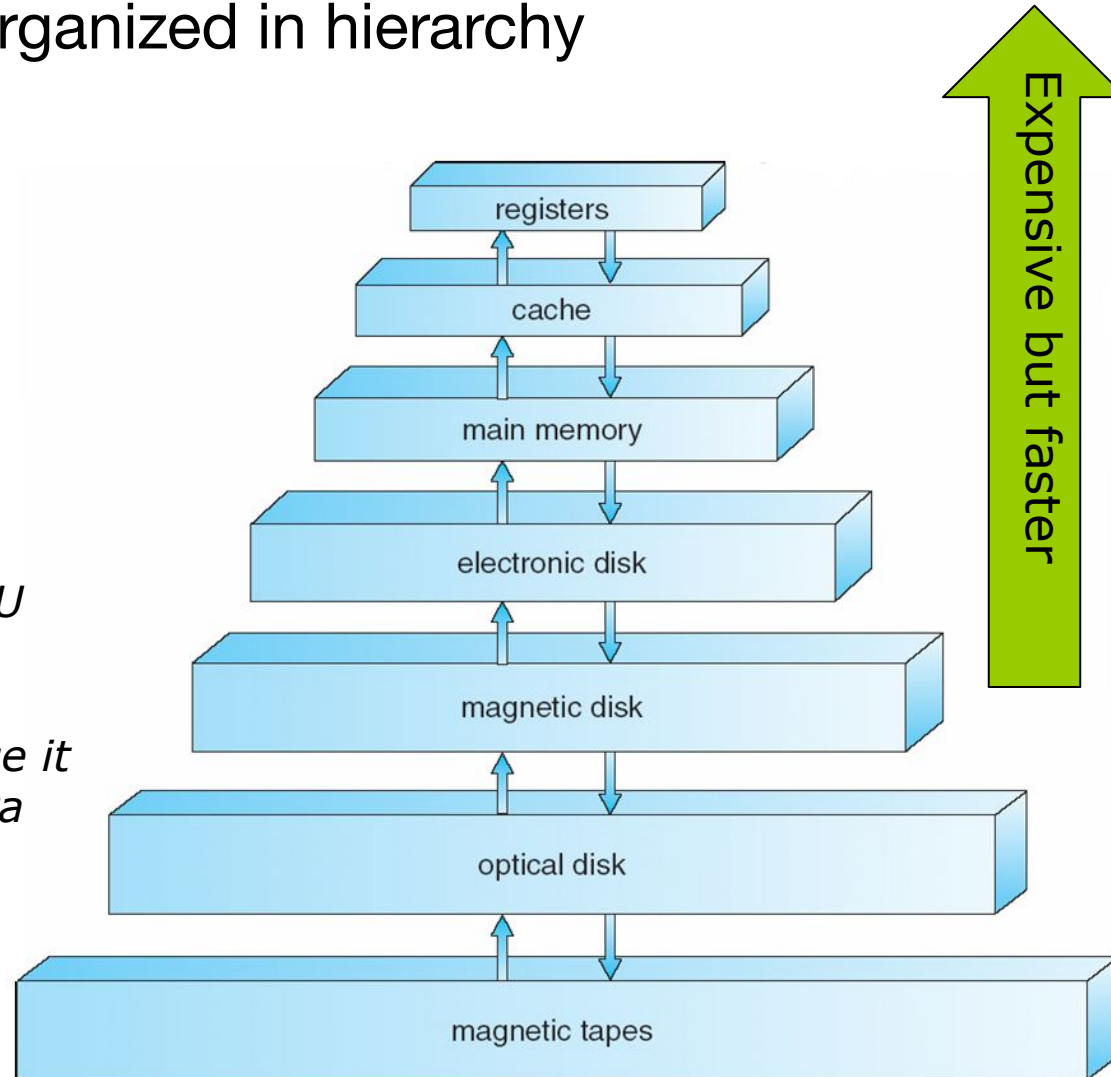 rganized in hierarchy
Expensive but faster
registers
cache
main memory
electronic disk
U
magnetic disk
e it
a
optical disk
magnetic tapes